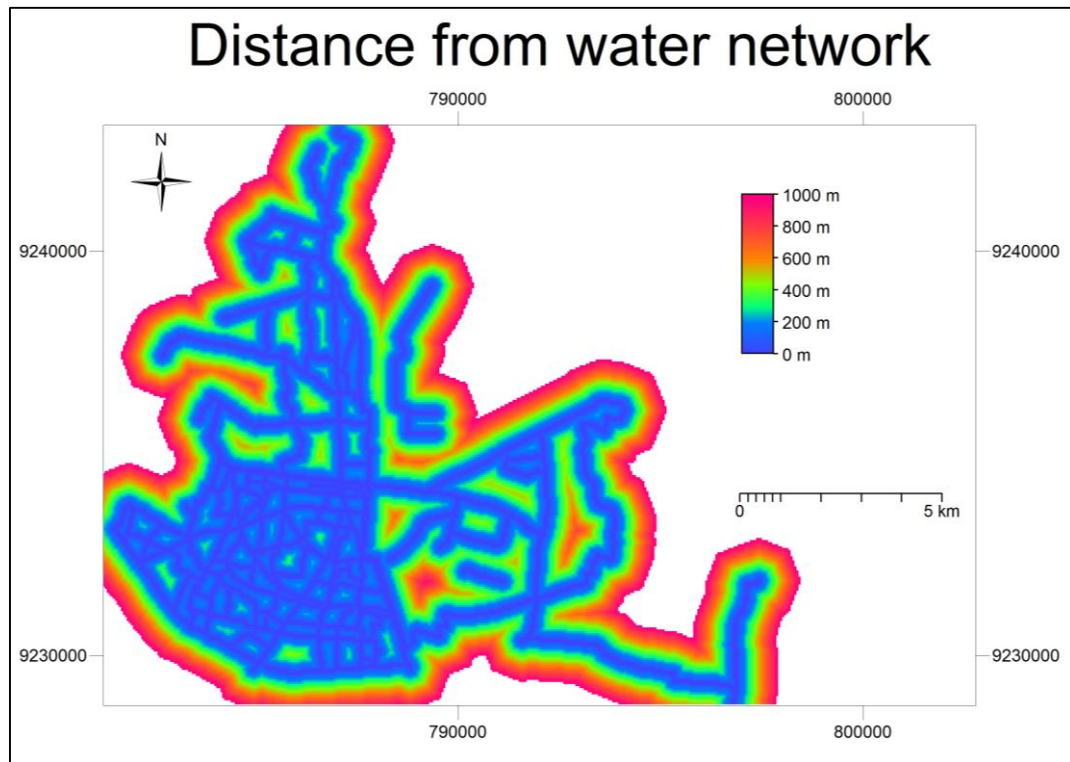 Distance from water network
790000 800000
N
1000 m
800 m
9240000 600 m 9240000
400 m
200 m
0 m
0 5 km
9230000 9230000
790000 800000